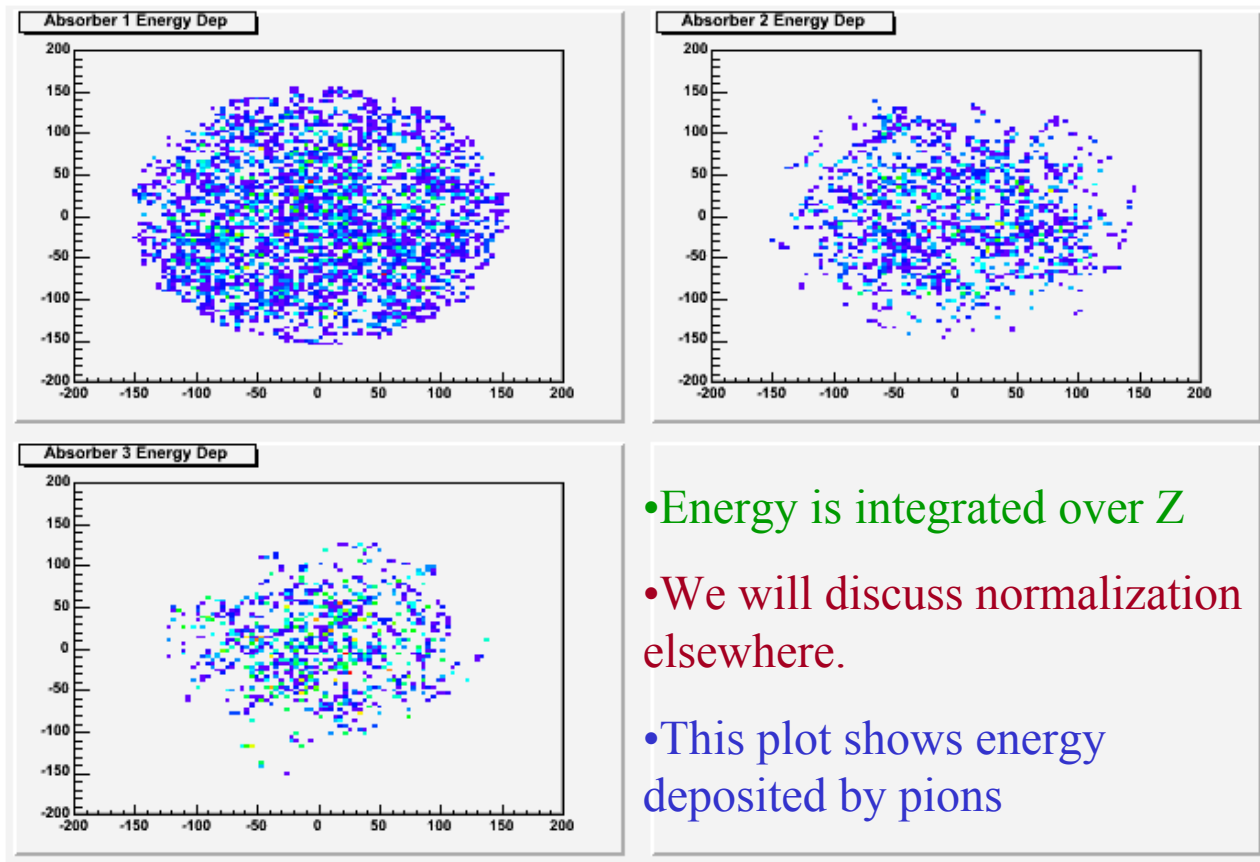 Absorber 1 Energy Dep
200
150
100
50
0
-50
-100
-150
-200
-200 -150 -100 -50 0 50 100 150 200
Absorber 2 Energy Dep
200
150
100
50
0
-50
-100
-150
-200
-200 -150 -100 -50 0 50 100 150 200
Absorber 3 Energy Dep
200
150
100
50
0
-50
-100
-150
-200
-200 -150 -100 -50 0 50 100 150 200
•Energy is integrated over Z
•We will discuss normalization
elsewhere.
•This plot shows energy
deposited by pions